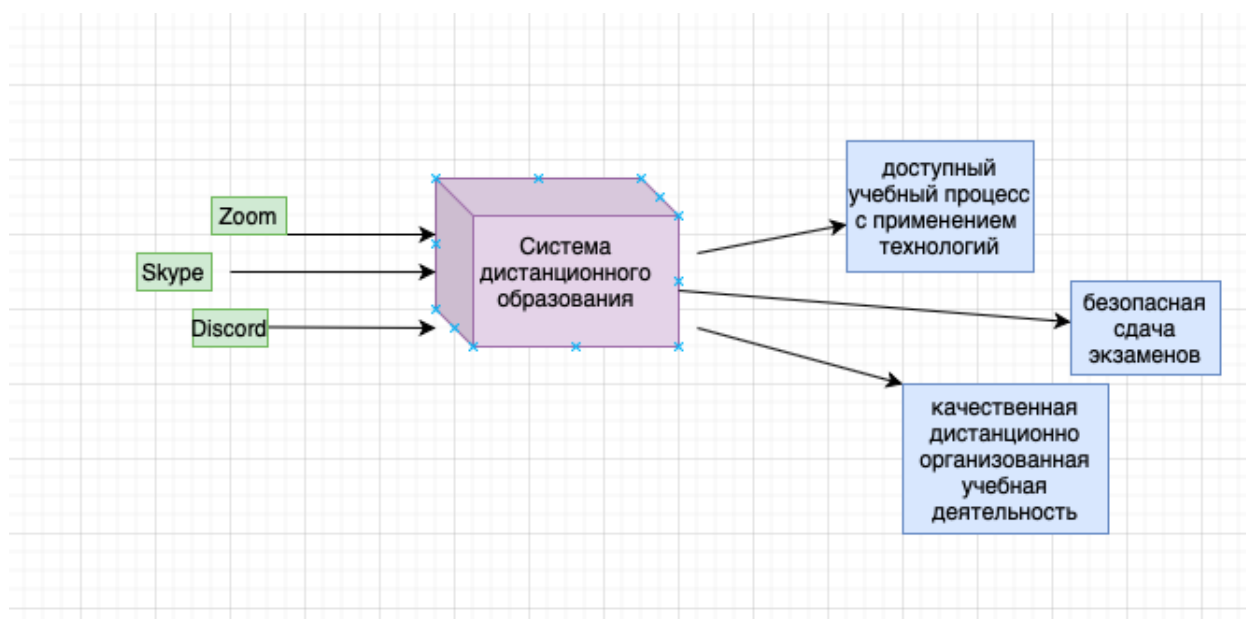 Zoom
Skype
Discord
Система
дистанционного
образования
доступный
учебный процесс
с применением
технологий
безопасная
сдача
экзаменов
качественная
дистанционно
организованная
учебная
деятельность